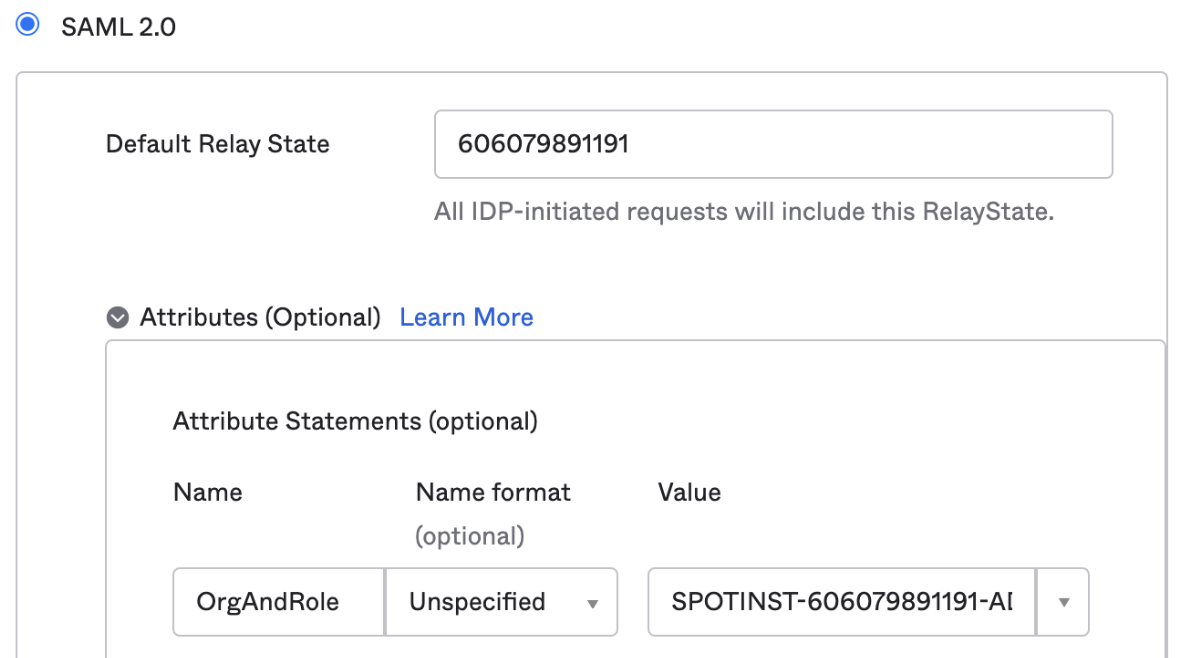 SAML 2.0
Default Relay State 606079891191
All IDP-initiated requests will include this RelayState.
Attributes (Optional) Learn More
Attribute Statements (optional)
Name Name format Value
(optional)
OrgAndRole Unspecified SPOTINST-606079891191-AD